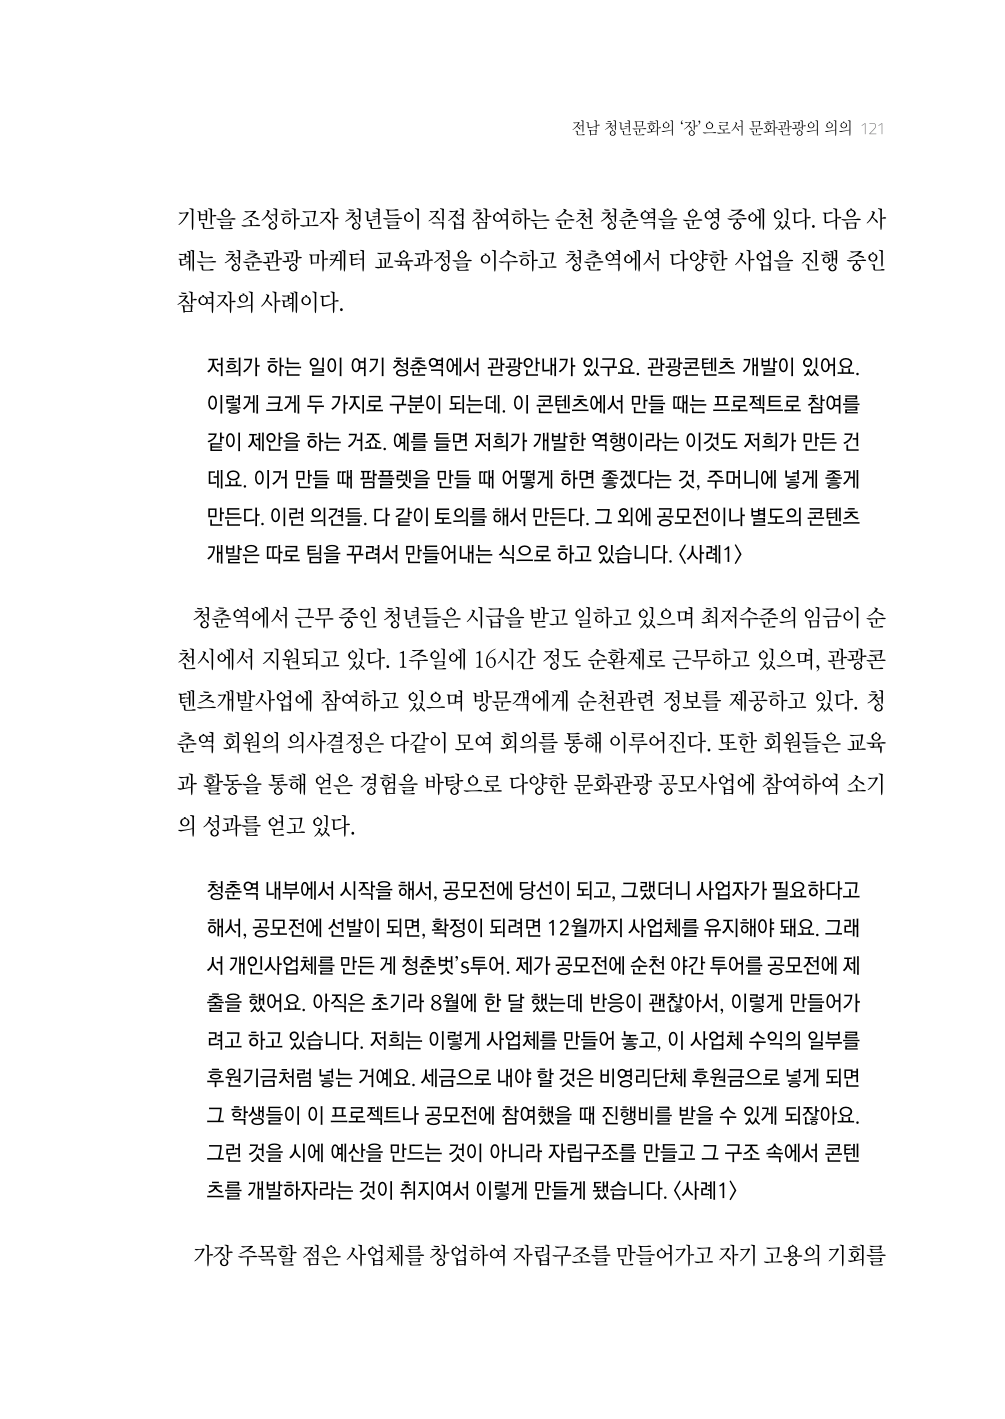 전남 청년문화의 ‘장’으로서 문화관광의 의의 121
기반을 조성하고자 청년들이 직접 참여하는 순천 청춘역을 운영 중에 있다. 다음 사
례는 청춘관광 마케터 교육과정을 이수하고 청춘역에서 다양한 사업을 진행 중인
참여자의 사례이다.
저희가 하는 일이 여기 청춘역에서 관광안내가 있구요. 관광콘텐츠 개발이 있어요.
이렇게 크게 두 가지로 구분이 되는데. 이 콘텐츠에서 만들 때는 프로젝트로 참여를
같이 제안을 하는 거죠. 예를 들면 저희가 개발한 역행이라는 이것도 저희가 만든 건
데요. 이거 만들 때 팜플렛을 만들 때 어떻게 하면 좋겠다는 것, 주머니에 넣게 좋게
만든다. 이런 의견들. 다 같이 토의를 해서 만든다. 그 외에 공모전이나 별도의 콘텐츠
개발은 따로 팀을 꾸려서 만들어내는 식으로 하고 있습니다. 〈사례1〉
청춘역에서 근무 중인 청년들은 시급을 받고 일하고 있으며 최저수준의 임금이 순
천시에서 지원되고 있다. 1주일에 16시간 정도 순환제로 근무하고 있으며, 관광콘
텐츠개발사업에 참여하고 있으며 방문객에게 순천관련 정보를 제공하고 있다. 청
춘역 회원의 의사결정은 다같이 모여 회의를 통해 이루어진다. 또한 회원들은 교육
과 활동을 통해 얻은 경험을 바탕으로 다양한 문화관광 공모사업에 참여하여 소기
의 성과를 얻고 있다.
청춘역 내부에서 시작을 해서, 공모전에 당선이 되고, 그랬더니 사업자가 필요하다고
해서, 공모전에 선발이 되면, 확정이 되려면 12월까지 사업체를 유지해야 돼요. 그래
서 개인사업체를 만든 게 청춘벗’s투어. 제가 공모전에 순천 야간 투어를 공모전에 제
출을 했어요. 아직은 초기라 8월에 한 달 했는데 반응이 괜찮아서, 이렇게 만들어가
려고 하고 있습니다. 저희는 이렇게 사업체를 만들어 놓고, 이 사업체 수익의 일부를
후원기금처럼 넣는 거예요. 세금으로 내야 할 것은 비영리단체 후원금으로 넣게 되면
그 학생들이 이 프로젝트나 공모전에 참여했을 때 진행비를 받을 수 있게 되잖아요.
그런 것을 시에 예산을 만드는 것이 아니라 자립구조를 만들고 그 구조 속에서 콘텐
츠를 개발하자라는 것이 취지여서 이렇게 만들게 됐습니다. 〈사례1〉
가장 주목할 점은 사업체를 창업하여 자립구조를 만들어가고 자기 고용의 기회를